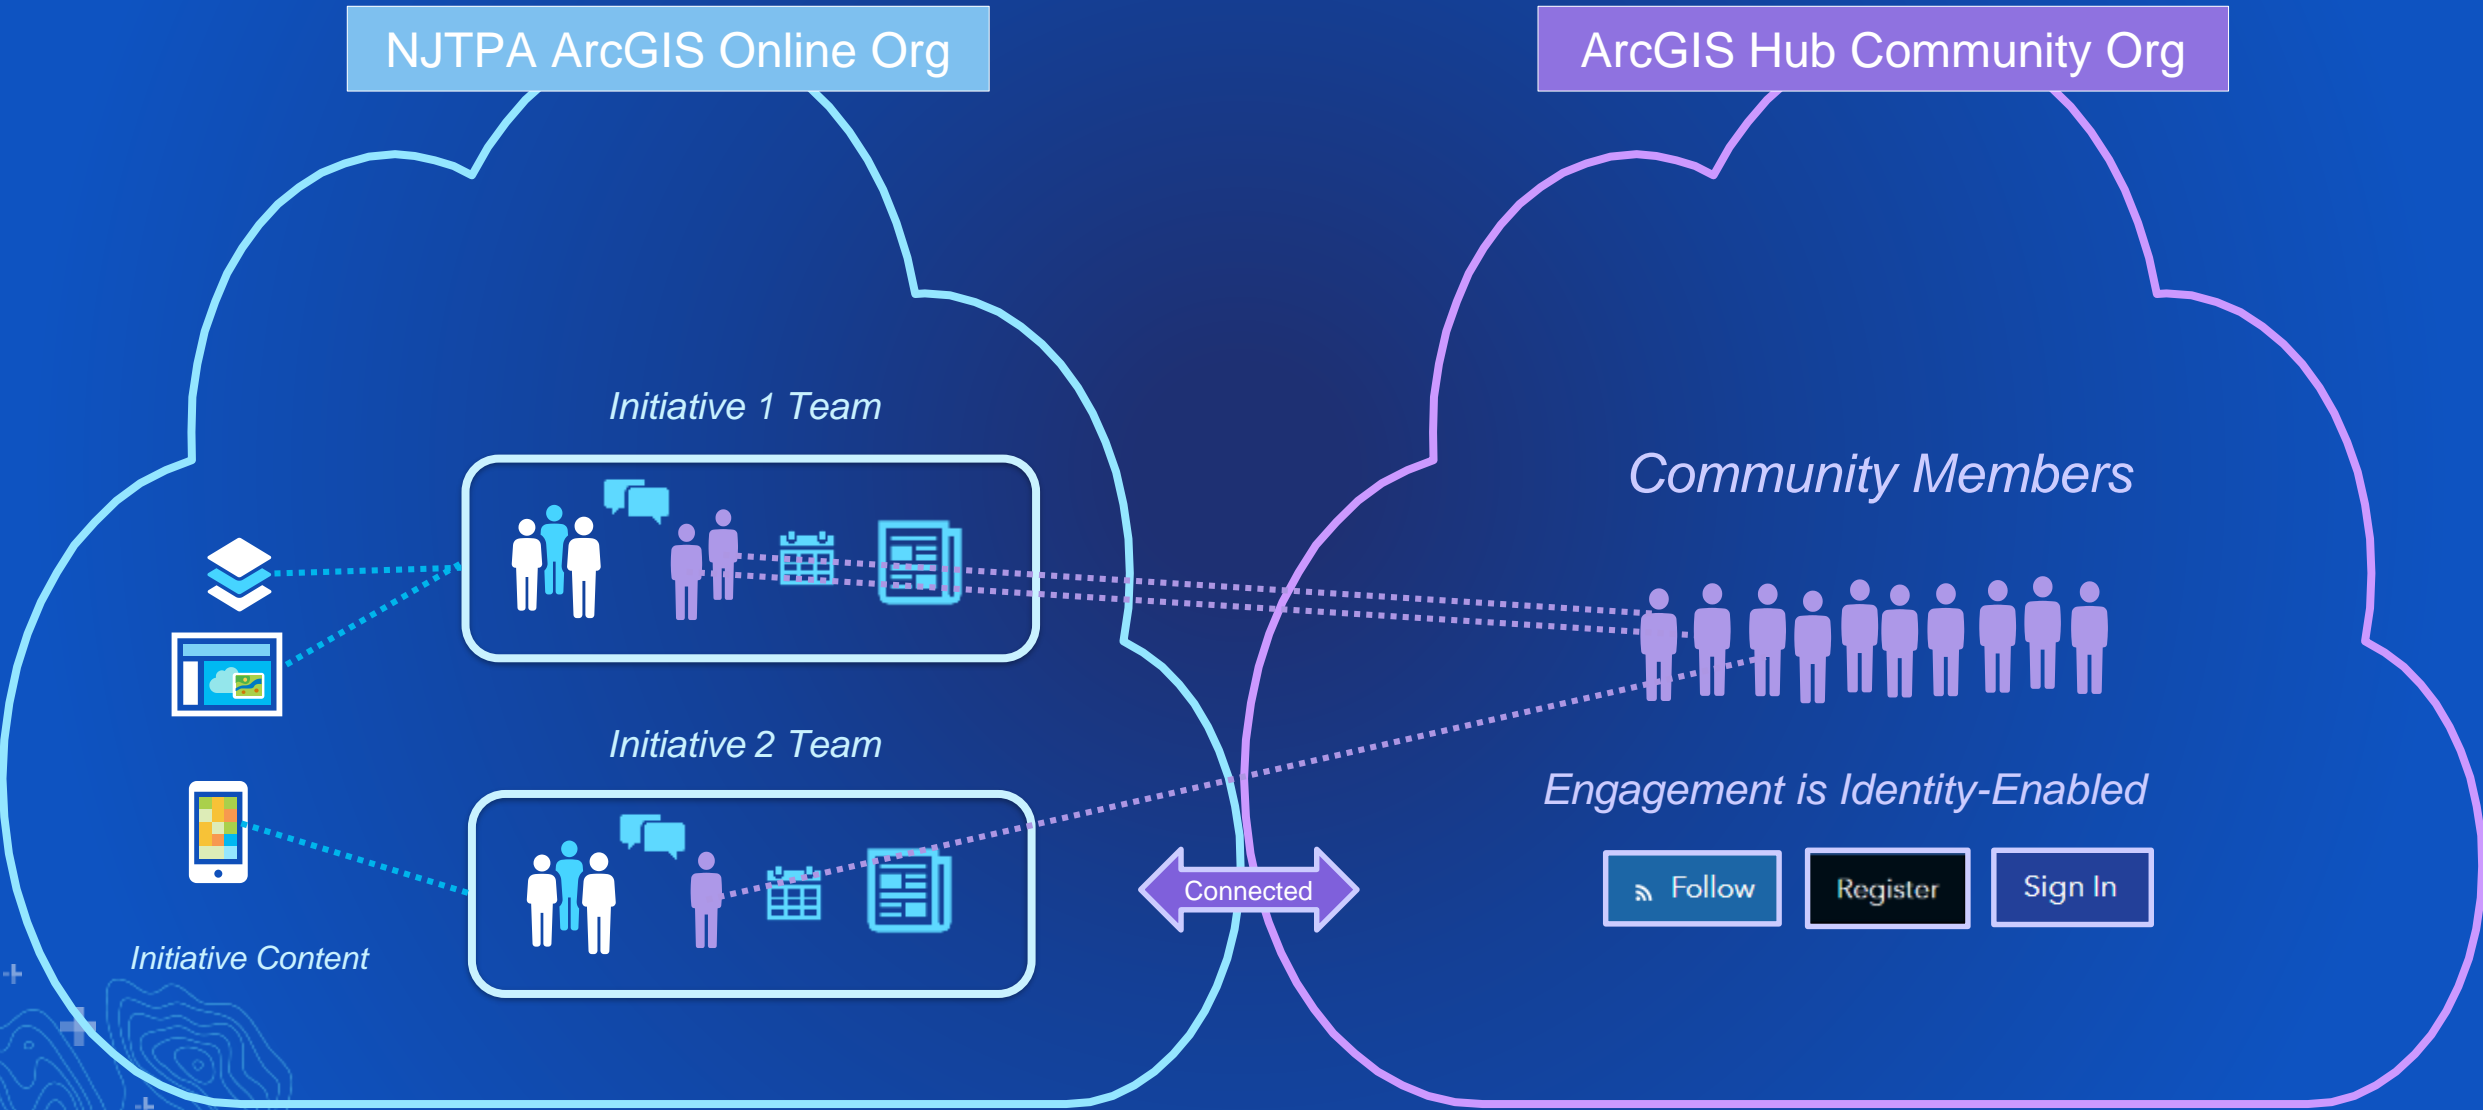 NJTPA ArcGIS Online Org
ArcGIS Hub Community Org
Initiative 1 Team
Community Members
Initiative 2 Team
Engagement is Identity-Enabled
Connected
Follow
Register
Sign In
Initiative Content